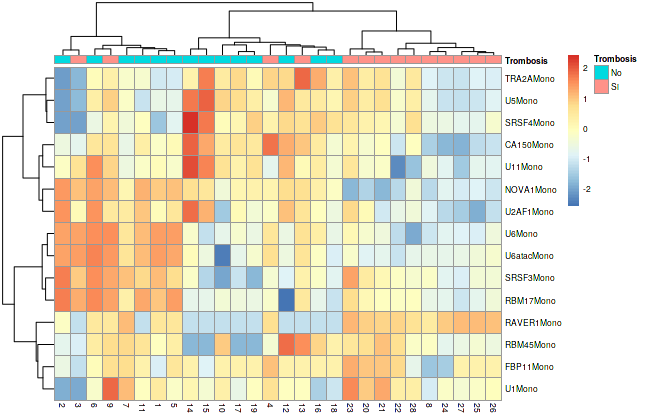 Trombosis
TRA2AMono
U5Mono
SRSF4Mono
CA150Mono
U11Mono
NOVA1Mono
U2AF1Mono
U6Mono
U6atacMono
SRSF3Mono
RBM17Mono
RAVER1Mono
RBM45Mono
FBP11Mono
U1Mono
2 3 6 9 7 11 1 5 14 15 10 17 19 4 12 13 16 18 23 20 21 22 28 8 24 27 25 26
2
1
0
-1
-2
Trombosis
No
SI